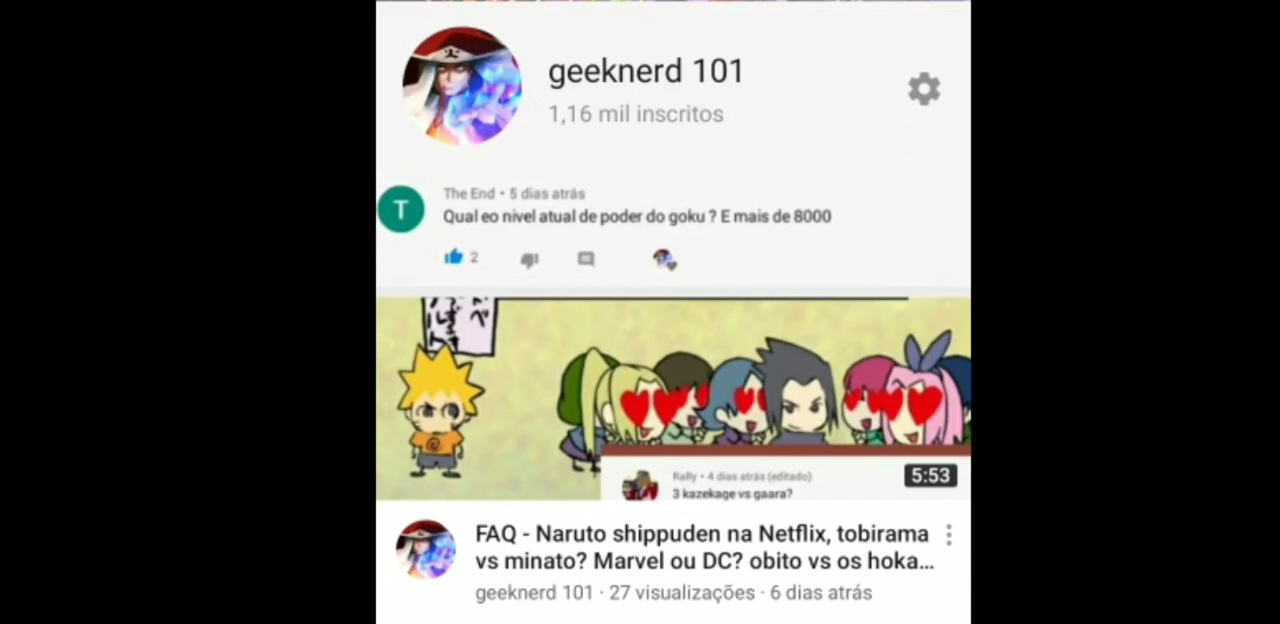 geeknerd 101
1,16 mil inscritos
T
The End • 5 dias atrás
Qual eo nivel atual de poder do goku ? E mais de 8000
2
Rally • 4 dias atrás (editado)
3 kazekage vs gaara?
5:53
FAQ - Naruto shippuden na Netflix, tobirama
vs minato? Marvel ou DC? obito vs os hoka...
geeknerd 101 · 27 visualizações · 6 dias atrás